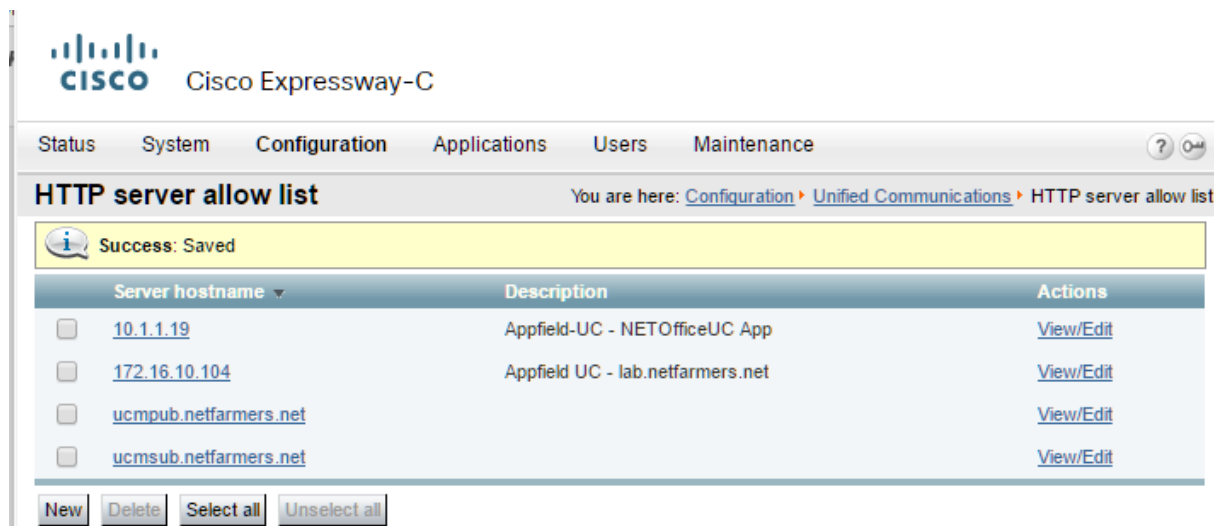 CISCO Cisco Expressway-C
Status System Configuration Applications Users Maintenance ?
HTTP server allow list You are here: Configuration Unified Communications HTTP server allow list
i Success: Saved
Server hostname Description Actions
10.1.1.19 Appfield-UC - NETOfficeUC App View/Edit
172.16.10.104 Appfield UC - lab.netfarmers.net View/Edit
ucmpub.netfarmers.net View/Edit
ucmsub.netfarmers.net View/Edit
New Delete Select all Unselect all